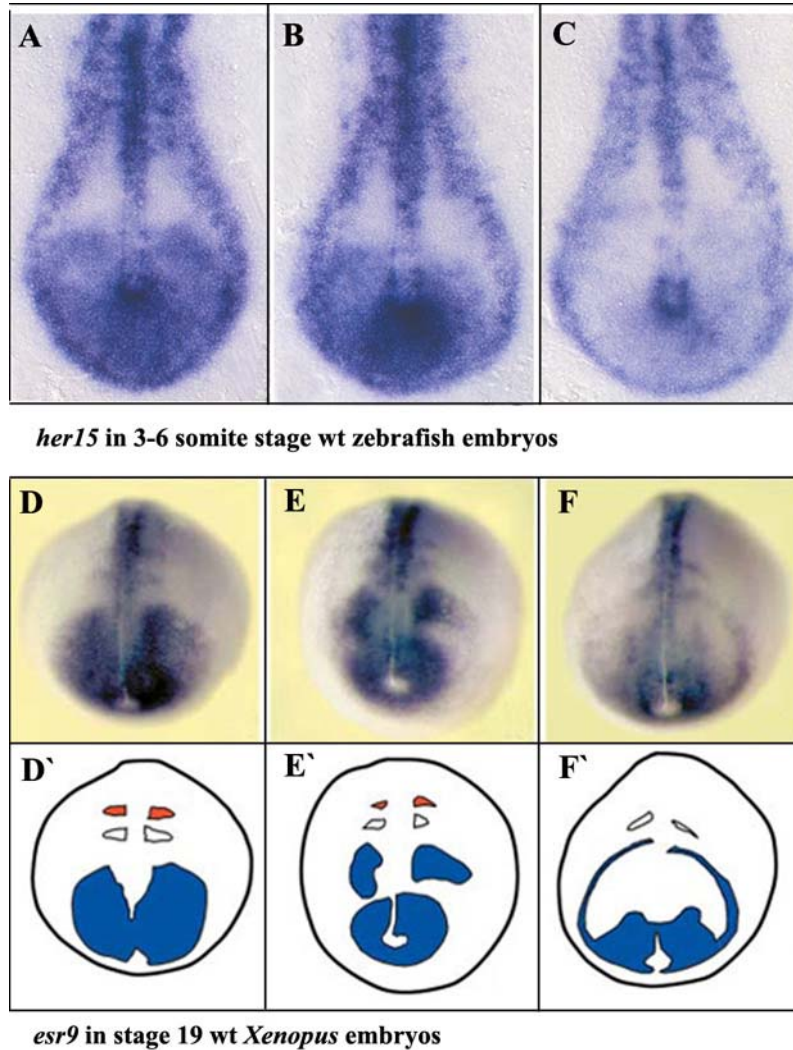 A B C
her15 in 3-6 somite stage wt zebrafish embryos
D E F
D` E` F`
esr9 in stage 19 wt Xenopus embryos